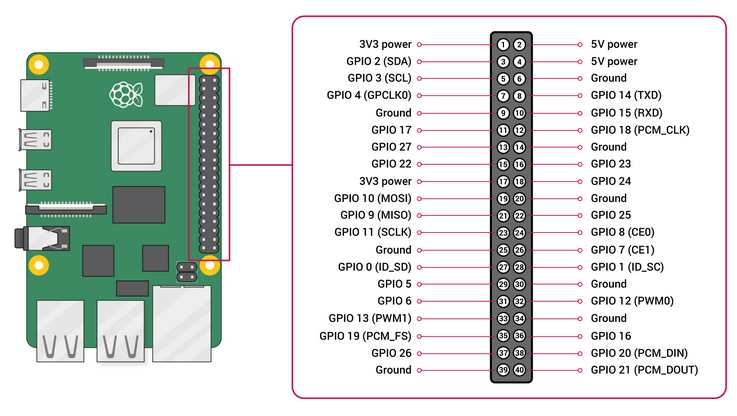 3V3 power 1 2 5V power
GPIO 2 (SDA) 3 4 5V power
GPIO 3 (SCL) 5 6 Ground
GPIO 4 (GPCLK0) 7 8 GPIO 14 (TXD)
Ground 9 10 GPIO 15 (RXD)
GPIO 17 11 12 GPIO 18 (PCM_CLK)
GPIO 27 13 14 Ground
GPIO 22 15 16 GPIO 23
3V3 power 17 18 GPIO 24
GPIO 10 (MOSI) 19 20 Ground
GPIO 9 (MISO) 21 22 GPIO 25
GPIO 11 (SCLK) 23 24 GPIO 8 (CE0)
Ground 25 26 GPIO 7 (CE1)
GPIO 0 (ID_SD) 27 28 GPIO 1 (ID_SC)
GPIO 5 29 30 Ground
GPIO 6 31 32 GPIO 12 (PWM0)
GPIO 13 (PWM1) 33 34 Ground
GPIO 19 (PCM_FS) 35 36 GPIO 16
GPIO 26 37 38 GPIO 20 (PCM_DIN)
Ground 39 40 GPIO 21 (PCM_DOUT)